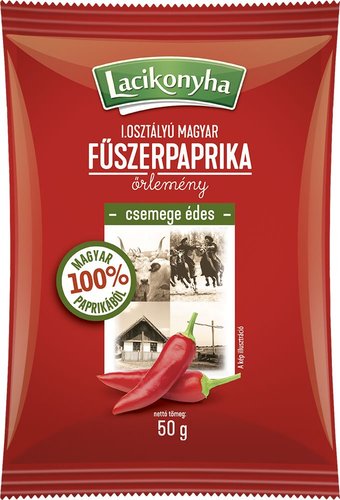 Lacikonyha
I.OSZTÁLYÚ MAGYAR
FŰSZERPAPRIKA
őrlemény
- csemege édes -
MAGYAR
100%
PAPRIKÁBÓL
A kép illusztráció
nettó tömeg:
50 g